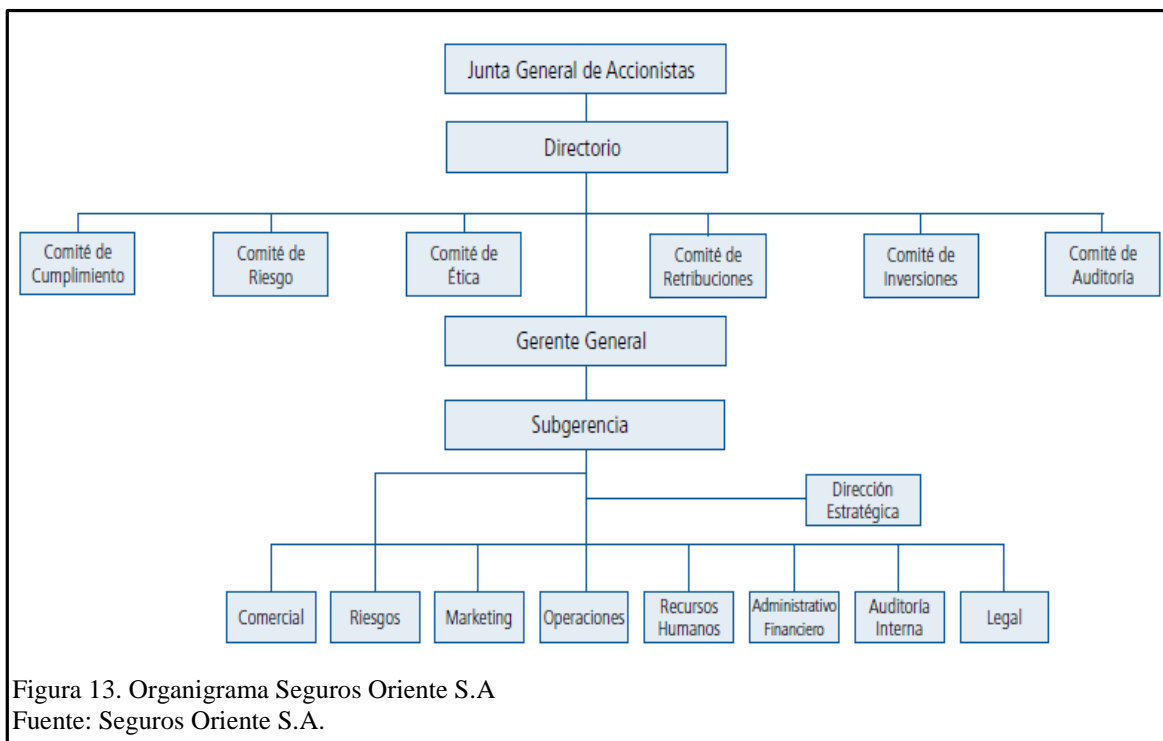 Junta General de Accionistas
Directorio
Comité de
Cumplimiento
Comité de
Riesgo
Comité de
Ética
Comité de
Retribuciones
Comité de
Inversiones
Comité de
Auditoría
Gerente General
Subgerencia
Dirección
Estratégica
Comercial
Riesgos
Marketing
Operaciones
Recursos
Humanos
Administrativo
Financiero
Auditoría
Interna
Legal
Figura 13. Organigrama Seguros Oriente S.A
Fuente: Seguros Oriente S.A.